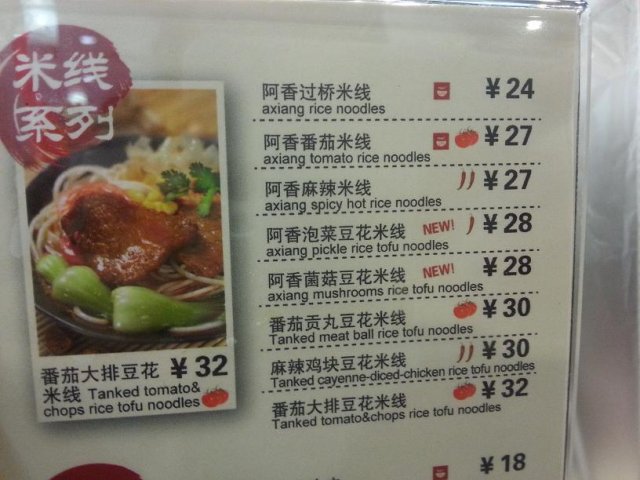 米线
系列
阿香过桥米线 ¥24
axiang rice noodles
阿香番茄米线 ¥27
axiang tomato rice noodles
阿香麻辣米线 ¥27
axiang spicy hot rice noodles
阿香泡菜豆花米线 NEW! ¥28
axiang pickle rice tofu noodles
阿香菌菇豆花米线 NEW! ¥28
axiang mushrooms rice tofu noodles
番茄贡丸豆花米线 ¥30
Tanked meat ball rice tofu noodles
麻辣鸡块豆花米线 ¥30
Tanked cayenne-diced-chicken rice tofu noodles
番茄大排豆花米线 ¥32
Tanked tomato&chops rice tofu noodles
番茄大排豆花 ¥32
米线 Tanked tomato&
chops rice tofu noodles
¥18